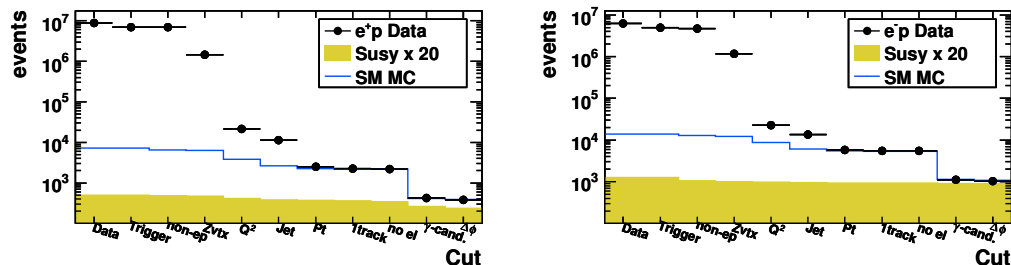 events
10⁷
10⁶
10⁵
10⁴
10³
e⁺p Data
Susy x 20
SM MC
Data Trigger non-ep Zvtx Q² Jet Pt 1track no el γ-cand. Δϕ
Cut
events
10⁷
10⁶
10⁵
10⁴
10³
e⁻p Data
Susy x 20
SM MC
Data Trigger non-ep Zvtx Q² Jet Pt 1track no el γ-cand. Δϕ
Cut